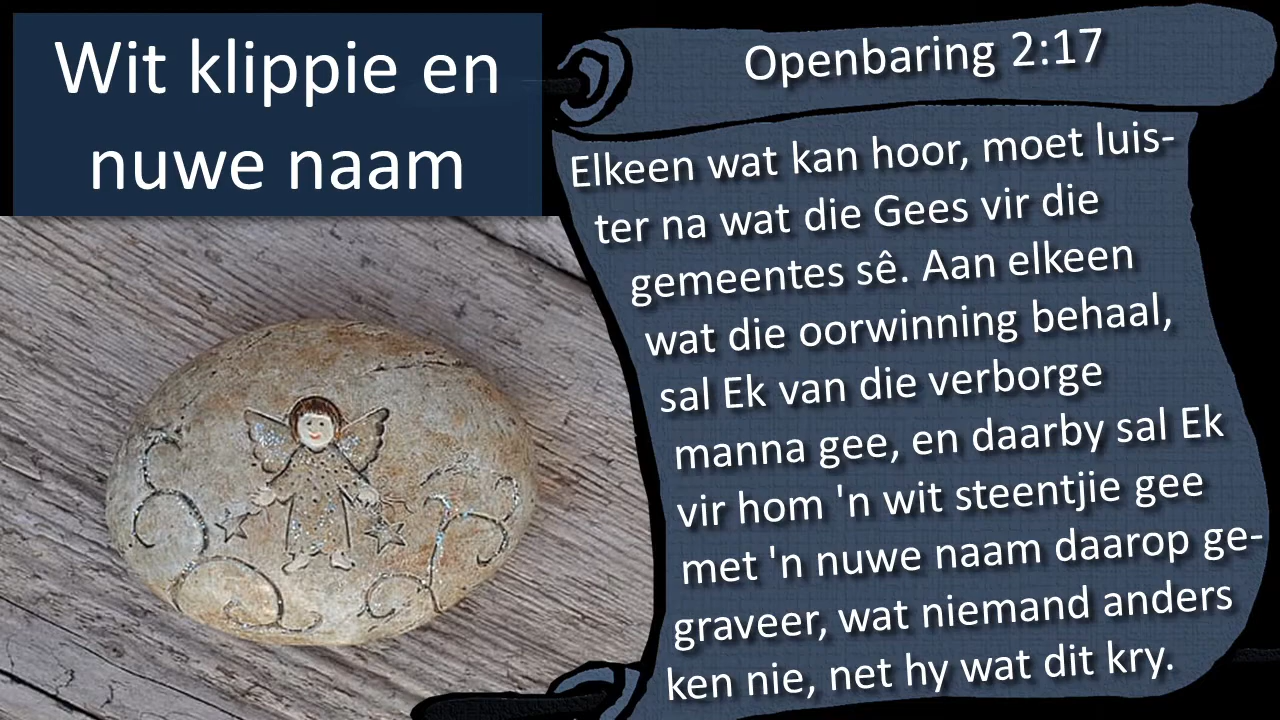 Wit klippie en
nuwe naam
Openbaring 2:17
Elkeen wat kan hoor, moet luis-
ter na wat die Gees vir die
gemeentes sê. Aan elkeen
wat die oorwinning behaal,
sal Ek van die verborge
manna gee, en daarby sal Ek
vir hom 'n wit steentjie gee
met 'n nuwe naam daarop ge-
graveer, wat niemand anders
ken nie, net hy wat dit kry.